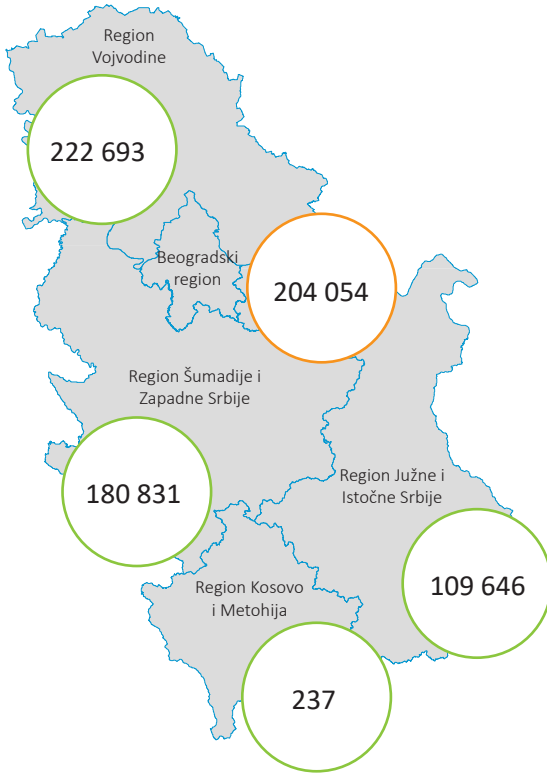 Region
Vojvodine
222 693
Beogradski
region
204 054
Region Šumadije i
Zapadne Srbije
180 831
Region Južne i
Istočne Srbije
109 646
Region Kosovo
i Metohija
237